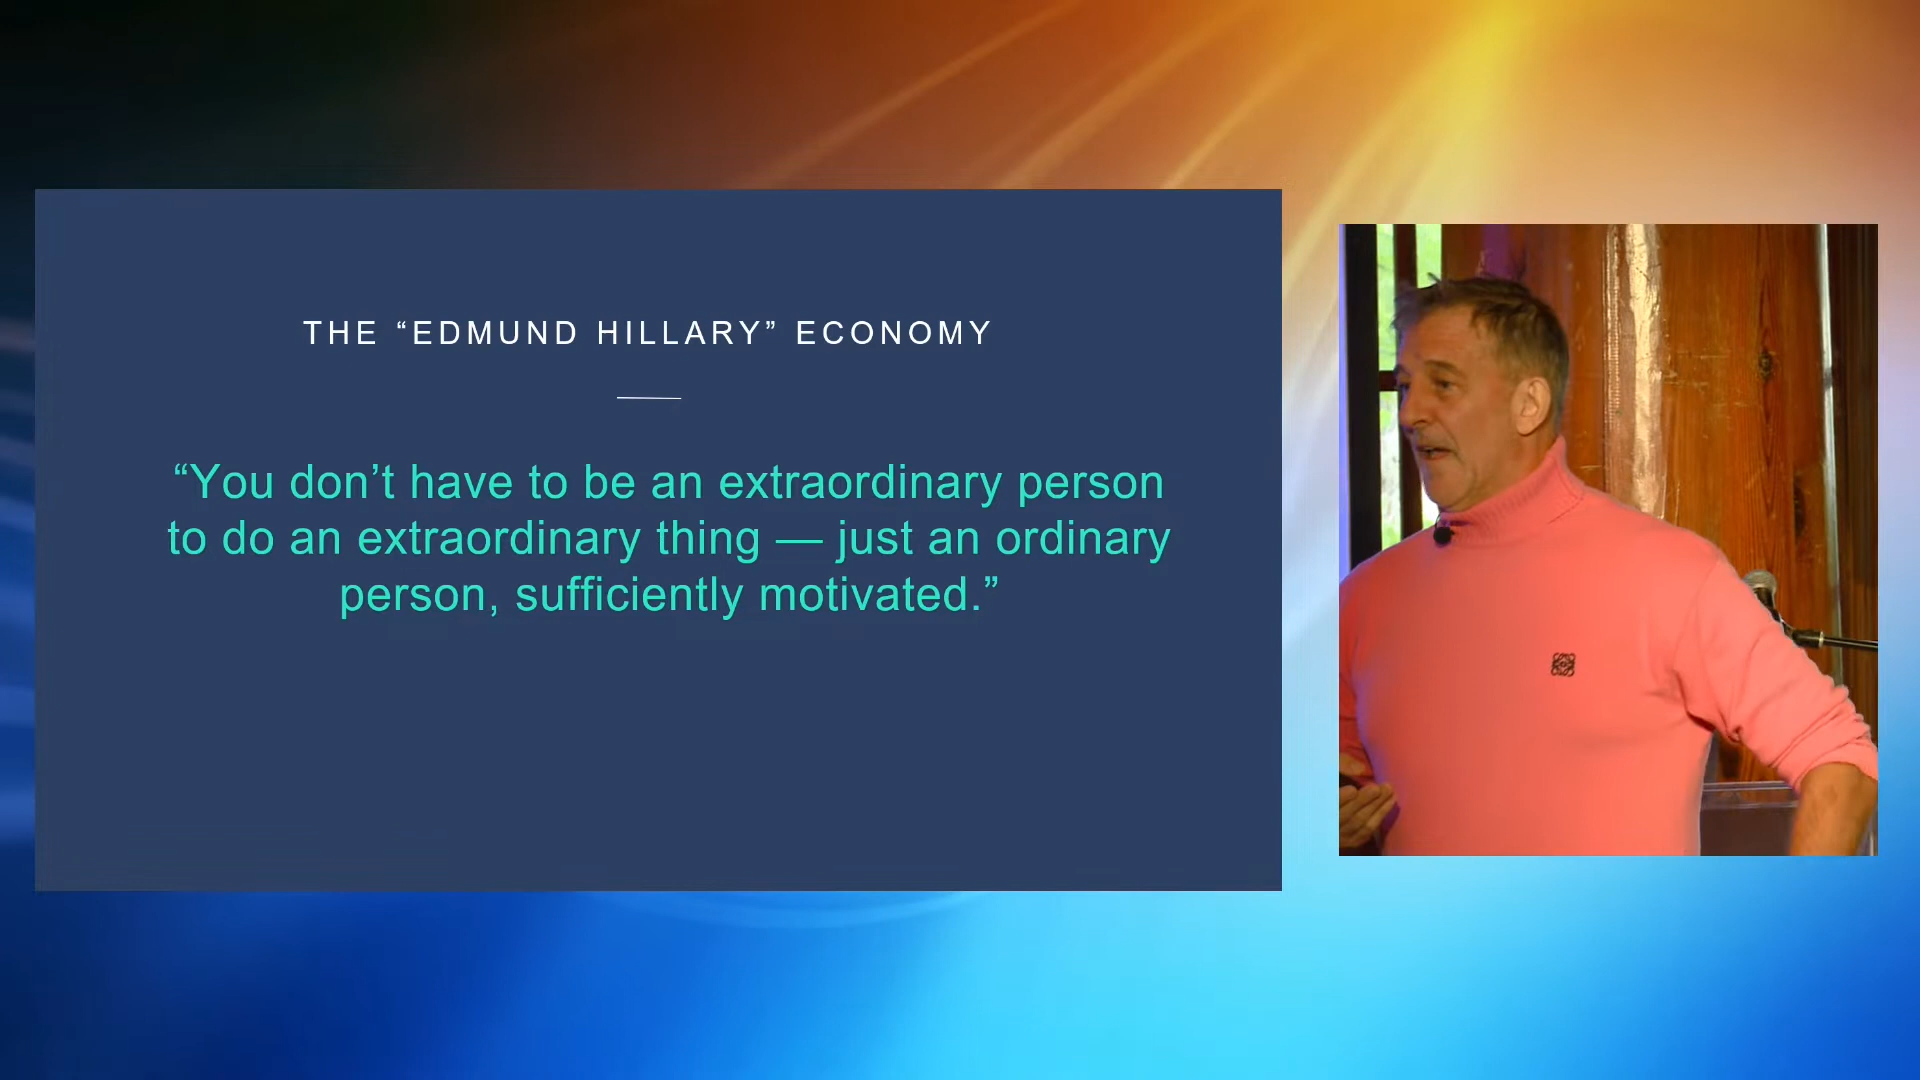 THE “EDMUND HILLARY” ECONOMY
“You don’t have to be an extraordinary person
to do an extraordinary thing — just an ordinary
person, sufficiently motivated.”